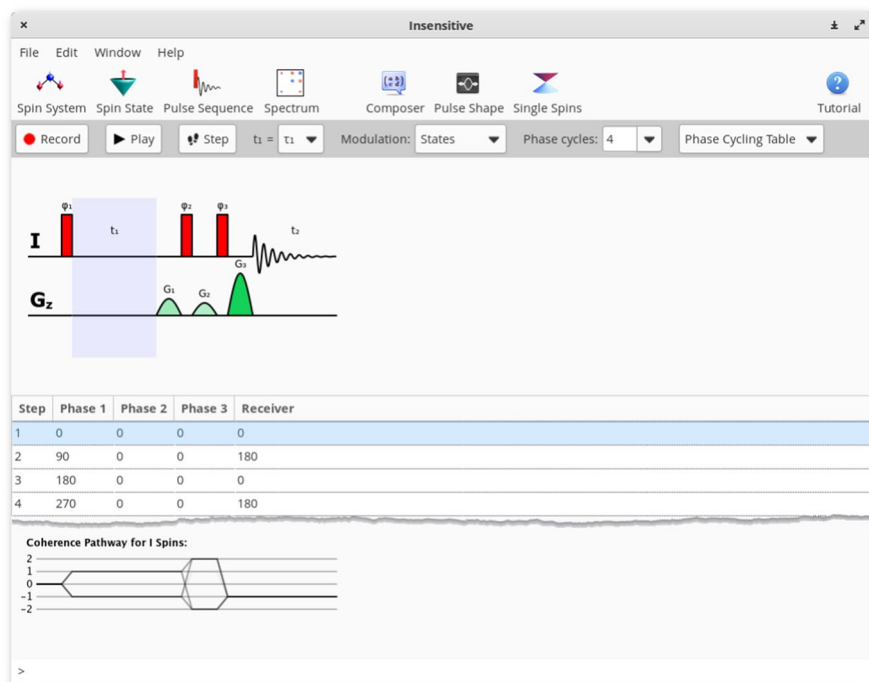 Insensitive
File Edit Window Help
Spin System Spin State Pulse Sequence Spectrum Composer Pulse Shape Single Spins Tutorial
Record Play Step t₁ = τ₁ Modulation: States Phase cycles: 4 Phase Cycling Table
φ₁ φ₂ φ₃
t₁ t₂
I
G₃
G₁ G₂
Gz
Step Phase 1 Phase 2 Phase 3 Receiver
1 0 0 0 0
2 90 0 0 180
3 180 0 0 0
4 270 0 0 180
Coherence Pathway for I Spins:
2
1
0
-1
-2
>